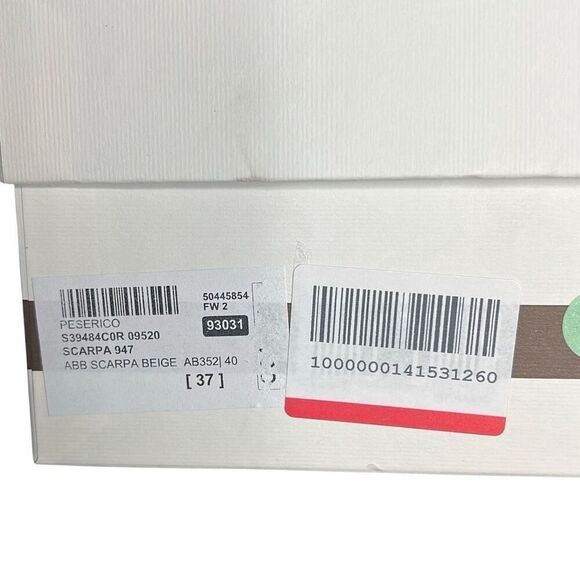 50445854
FW 2
PESERICO
93031
S39484C0R 09520
SCARPA 947
ABB SCARPA BEIGE AB352| 40
[ 37 ]
1000000141531260